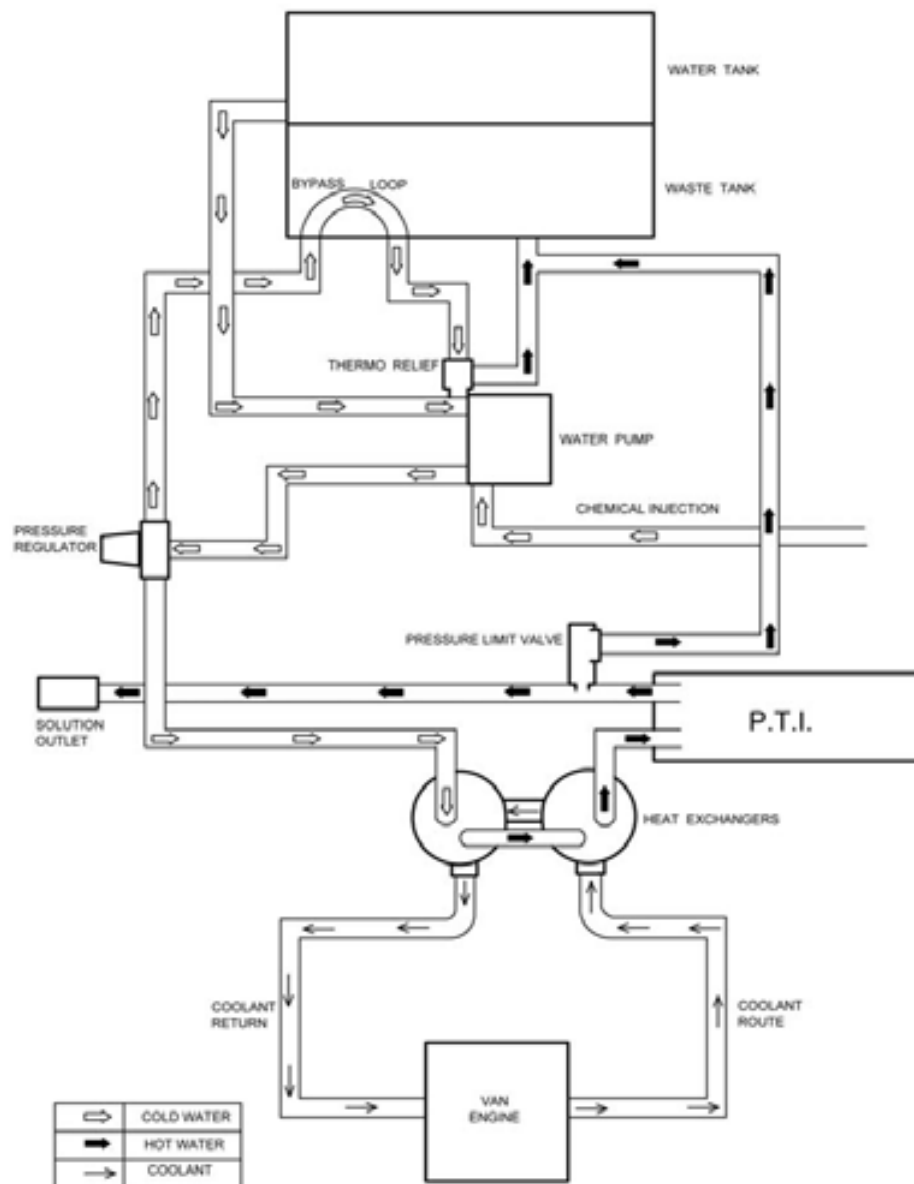 WATER TANK
BYPASS LOOP
WASTE TANK
THERMO RELIEF
WATER PUMP
CHEMICAL INJECTION
PRESSURE
REGULATOR
PRESSURE LIMIT VALVE
SOLUTION
OUTLET
P.T.I.
HEAT EXCHANGERS
COOLANT
RETURN
COOLANT
ROUTE
VAN
ENGINE
COLD WATER
HOT WATER
COOLANT